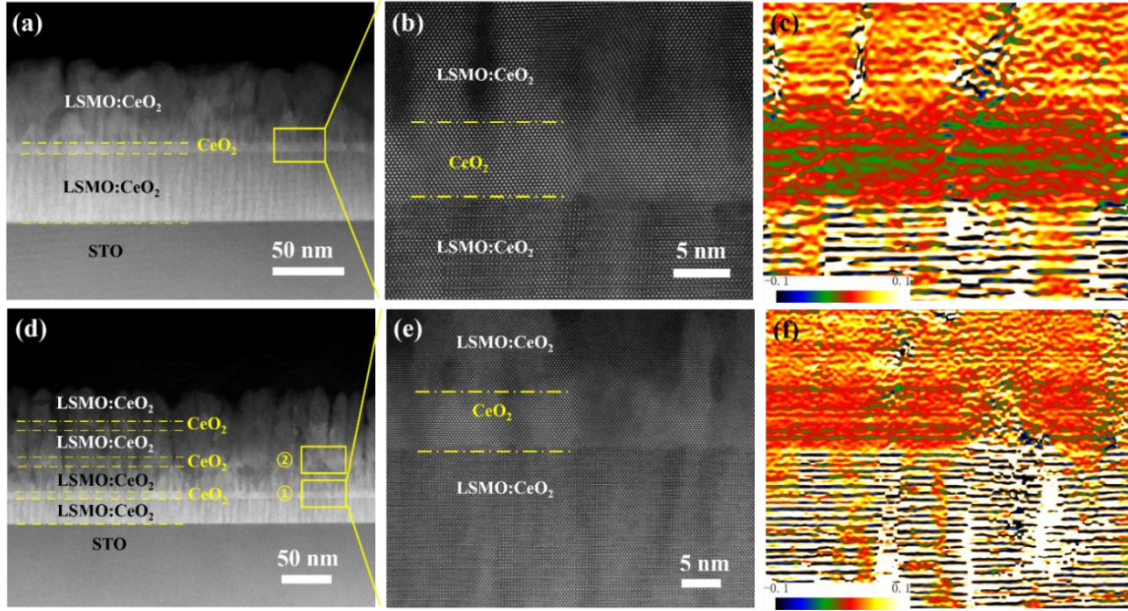 (a)
LSMO:CeO₂
CeO₂
LSMO:CeO₂
STO
50 nm
(b)
LSMO:CeO₂
CeO₂
LSMO:CeO₂
5 nm
(c)
-0.1 0.1
(d)
LSMO:CeO₂
CeO₂
LSMO:CeO₂
CeO₂
②
LSMO:CeO₂
CeO₂
①
LSMO:CeO₂
STO
50 nm
(e)
LSMO:CeO₂
CeO₂
LSMO:CeO₂
5 nm
(f)
-0.1 0.1